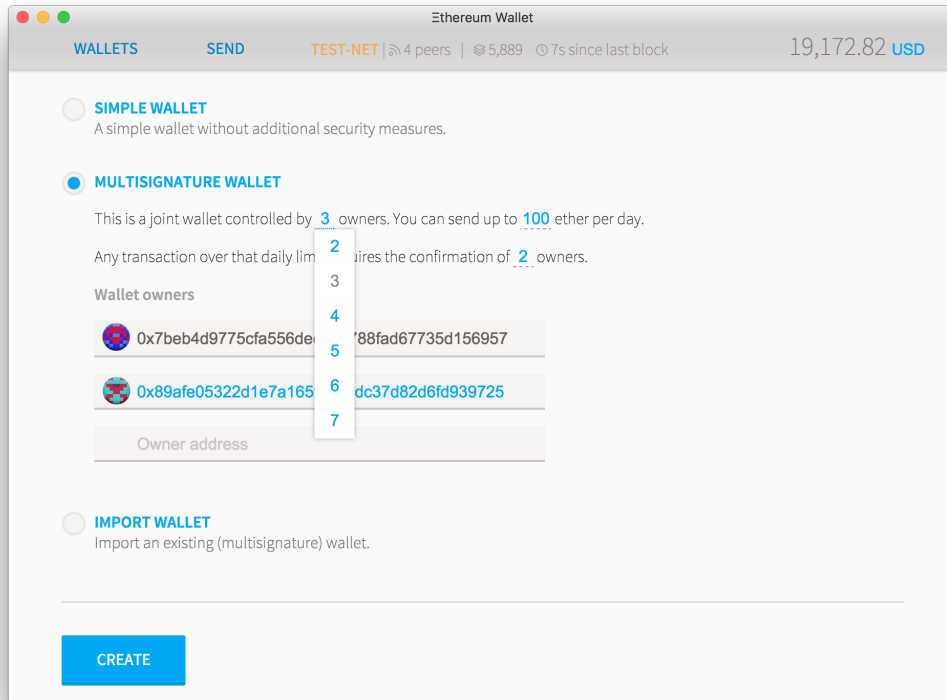 Ξthereum Wallet
WALLETS SEND TEST-NET | 4 peers | 5,889 7s since last block 19,172.82 USD
SIMPLE WALLET
A simple wallet without additional security measures.
MULTISIGNATURE WALLET
This is a joint wallet controlled by 3 owners. You can send up to 100 ether per day.
2
Any transaction over that daily lim uires the confirmation of 2 owners.
3
Wallet owners
4
0x7beb4d9775cfa556de 788fad67735d156957
5
6
0x89afe05322d1e7a165 dc37d82d6fd939725
7
Owner address
IMPORT WALLET
Import an existing (multisignature) wallet.
CREATE